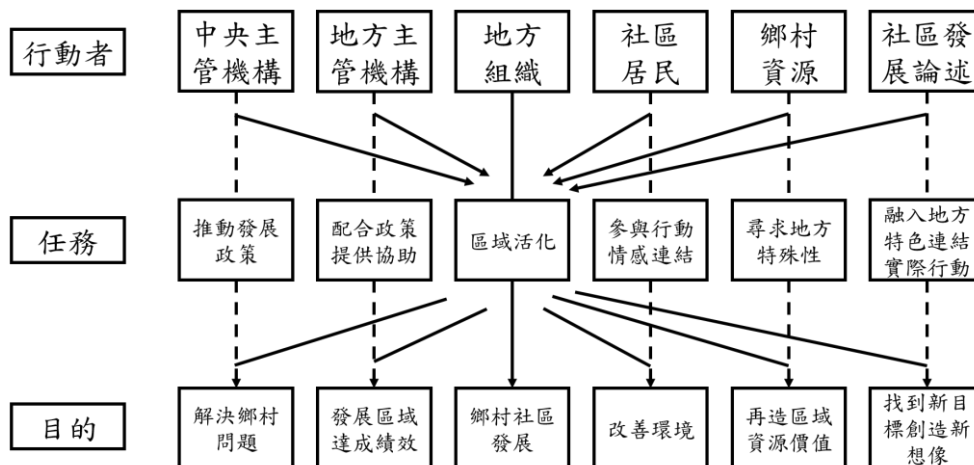 行動者
中央主
管機構
地方主
管機構
地方
組織
社區
居民
鄉村
資源
社區發
展論述
任務
推動發展
政策
配合政策
提供協助
區域活化
參與行動
情感連結
尋求地方
特殊性
融入地方
特色連結
實際行動
目的
解決鄉村
問題
發展區域
達成績效
鄉村社區
發展
改善環境
再造區域
資源價值
找到新目
標創造新
想像